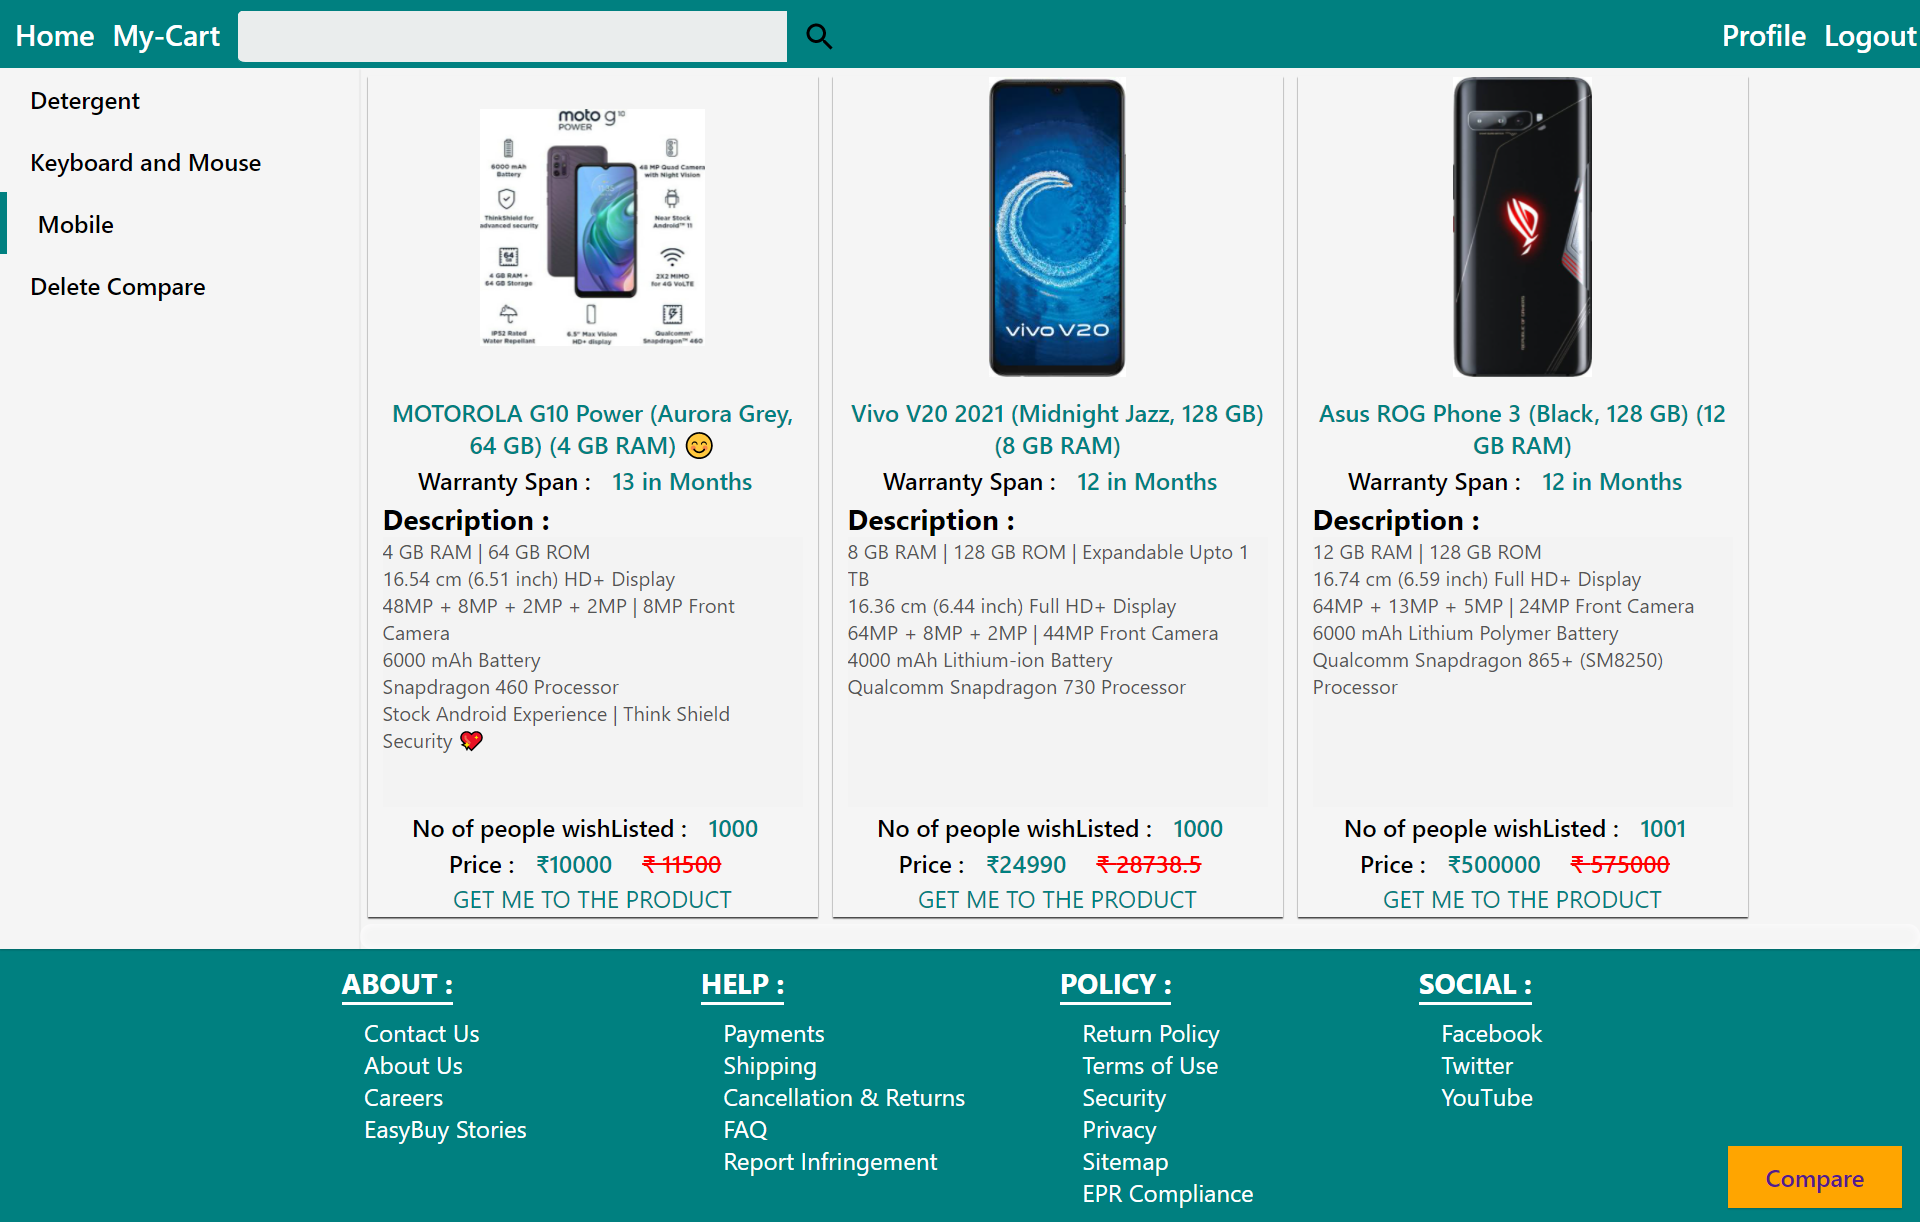 Home My-Cart Profile Logout
Detergent
Keyboard and Mouse
Mobile
Delete Compare
moto g10
POWER
6000 mAh
Battery
48 MP Quad Camera
with Night Vision
ThinkShield for
advanced security
Near Stock
Android™ 11
64
4 GB RAM +
64 GB Storage
2X2 MIMO
for 4G VoLTE
IP52 Rated
Water Repellant
6.5" Max Vision
HD+ display
Qualcomm®
Snapdragon™ 460
MOTOROLA G10 Power (Aurora Grey,
64 GB) (4 GB RAM) 😊
Warranty Span : 13 in Months
Description :
4 GB RAM | 64 GB ROM
16.54 cm (6.51 inch) HD+ Display
48MP + 8MP + 2MP + 2MP | 8MP Front
Camera
6000 mAh Battery
Snapdragon 460 Processor
Stock Android Experience | Think Shield
Security 💖
No of people wishListed : 1000
Price : ₹10000 ₹ 11500
GET ME TO THE PRODUCT
vivo V20
Vivo V20 2021 (Midnight Jazz, 128 GB)
(8 GB RAM)
Warranty Span : 12 in Months
Description :
8 GB RAM | 128 GB ROM | Expandable Upto 1
TB
16.36 cm (6.44 inch) Full HD+ Display
64MP + 8MP + 2MP | 44MP Front Camera
4000 mAh Lithium-ion Battery
Qualcomm Snapdragon 730 Processor
No of people wishListed : 1000
Price : ₹24990 ₹ 28738.5
GET ME TO THE PRODUCT
Asus ROG Phone 3 (Black, 128 GB) (12
GB RAM)
Warranty Span : 12 in Months
Description :
12 GB RAM | 128 GB ROM
16.74 cm (6.59 inch) Full HD+ Display
64MP + 13MP + 5MP | 24MP Front Camera
6000 mAh Lithium Polymer Battery
Qualcomm Snapdragon 865+ (SM8250)
Processor
No of people wishListed : 1001
Price : ₹500000 ₹ 575000
GET ME TO THE PRODUCT
ABOUT :
Contact Us
About Us
Careers
EasyBuy Stories
HELP :
Payments
Shipping
Cancellation & Returns
FAQ
Report Infringement
POLICY :
Return Policy
Terms of Use
Security
Privacy
Sitemap
EPR Compliance
SOCIAL :
Facebook
Twitter
YouTube
Compare